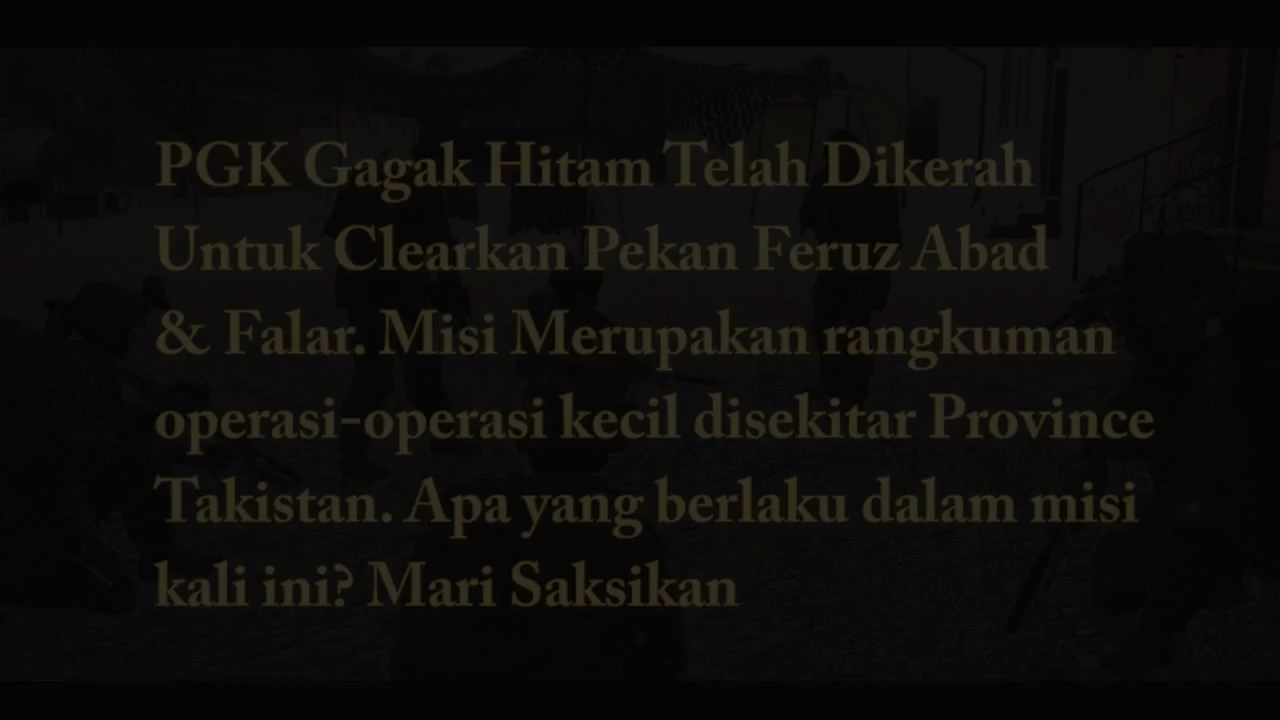 PGK Gagak Hitam Telah Dikerah
Untuk Clearkan Pekan Feruz Abad
& Falar. Misi Merupakan rangkuman
operasi-operasi kecil disekitar Province
Takistan. Apa yang berlaku dalam misi
kali ini? Mari Saksikan